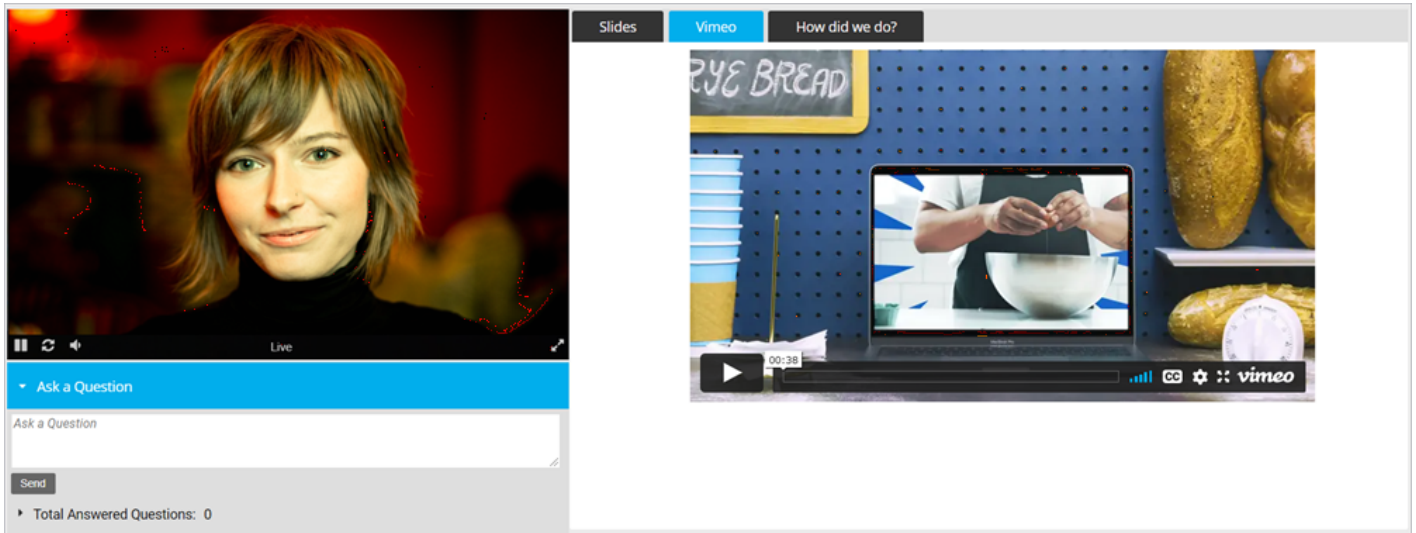 Live
Ask a Question
Ask a Question
Send
Total Answered Questions: 0
Slides
Vimeo
How did we do?
RYE BREAD
00:38
CC
vimeo